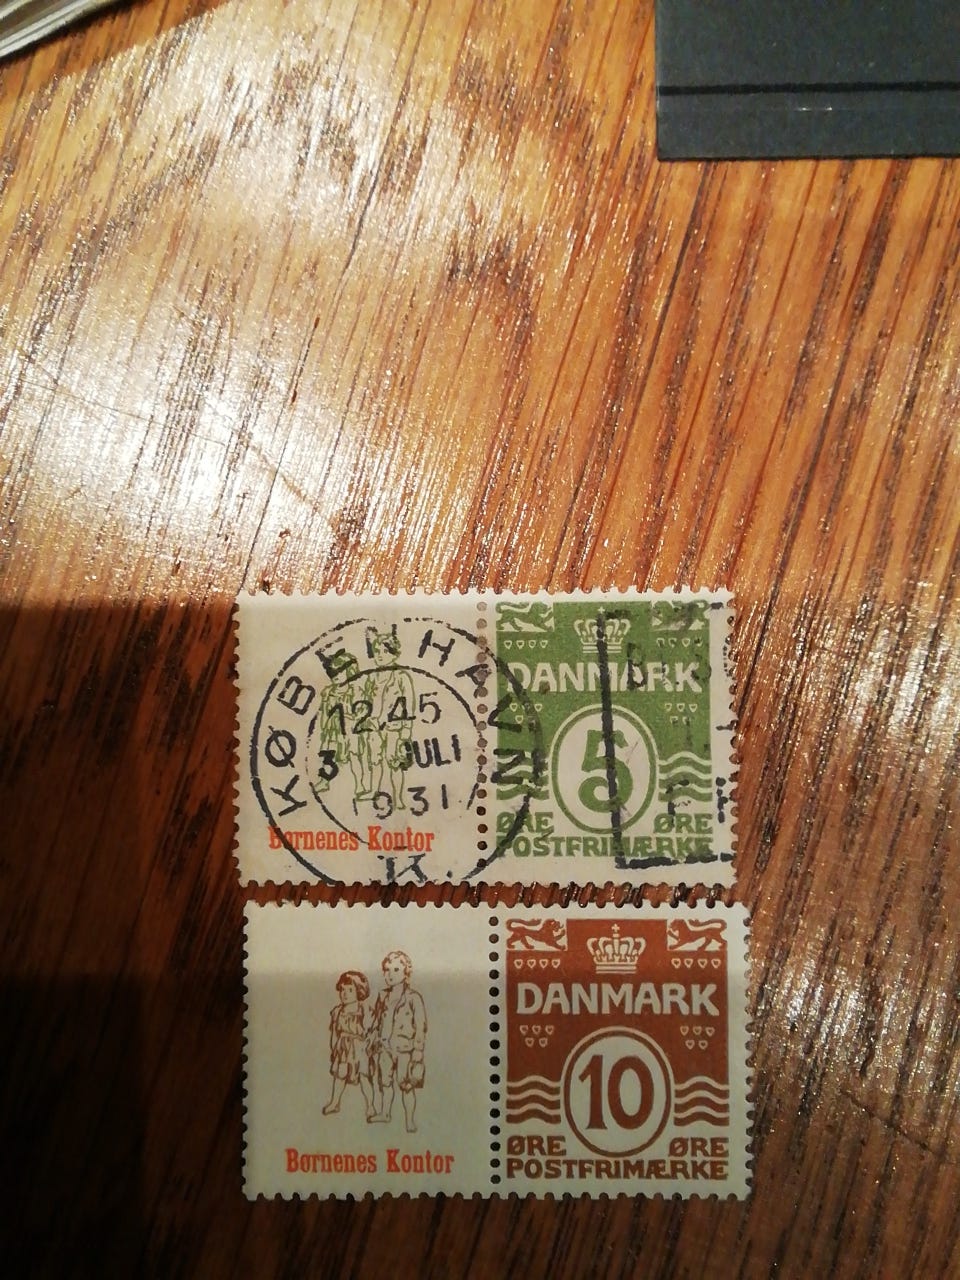 KØBENHAVN
12.45
3 JULI
1931
K.
Børnenes Kontor
DANMARK
5
ØRE ØRE
POSTFRIMÆRKE
Børnenes Kontor
DANMARK
10
ØRE ØRE
POSTFRIMÆRKE